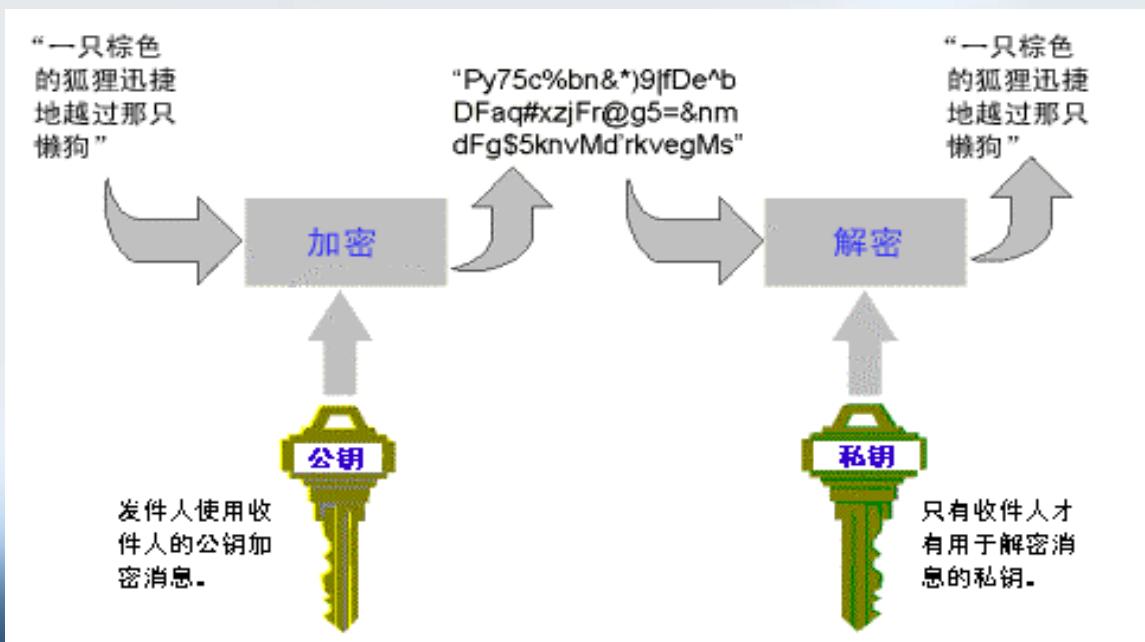 “一只棕色
的狐狸迅捷
地越过那只
懒狗”
“Py75c%bn&*)9|fDe^b
DFaq#xzjFr@g5=&nm
dFg$5knvMd'rkvegMs”
“一只棕色
的狐狸迅捷
地越过那只
懒狗”
加密
解密
公钥
私钥
发件人使用收
件人的公钥加
密消息。
只有收件人才
有用于解密消
息的私钥。